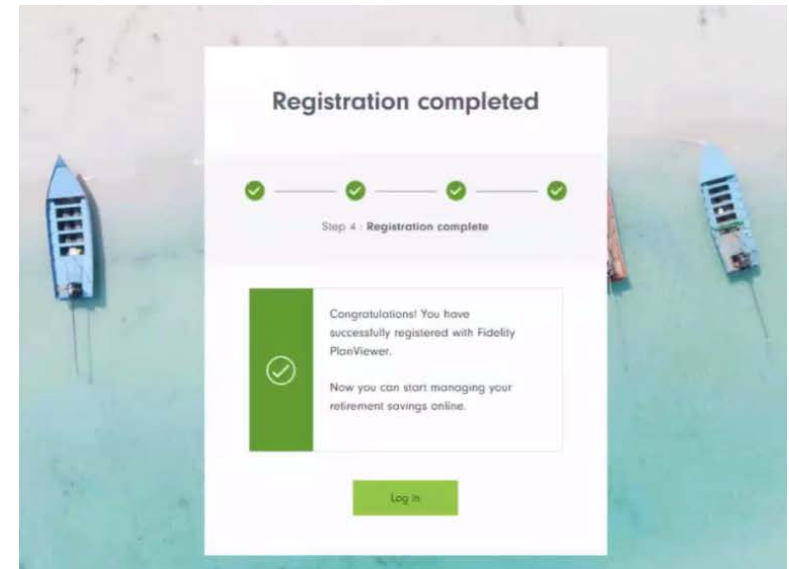 Registration completed
Step 4 : Registration complete
Congratulations! You have
successfully registered with Fidelity
PlanViewer.
Now you can start managing your
retirement savings online.
Log in